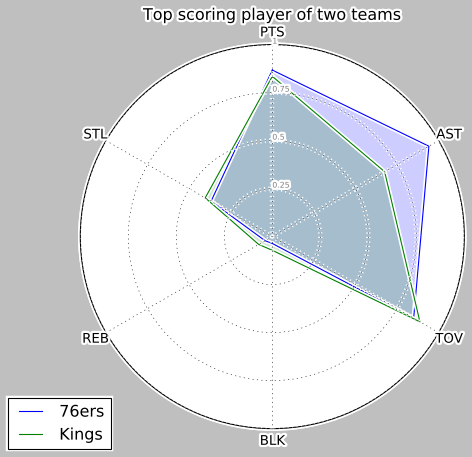 Top scoring player of two teams
PTS
1
0.75
STL
AST
0.5
0.25
0
REB
TOV
BLK
76ers
Kings